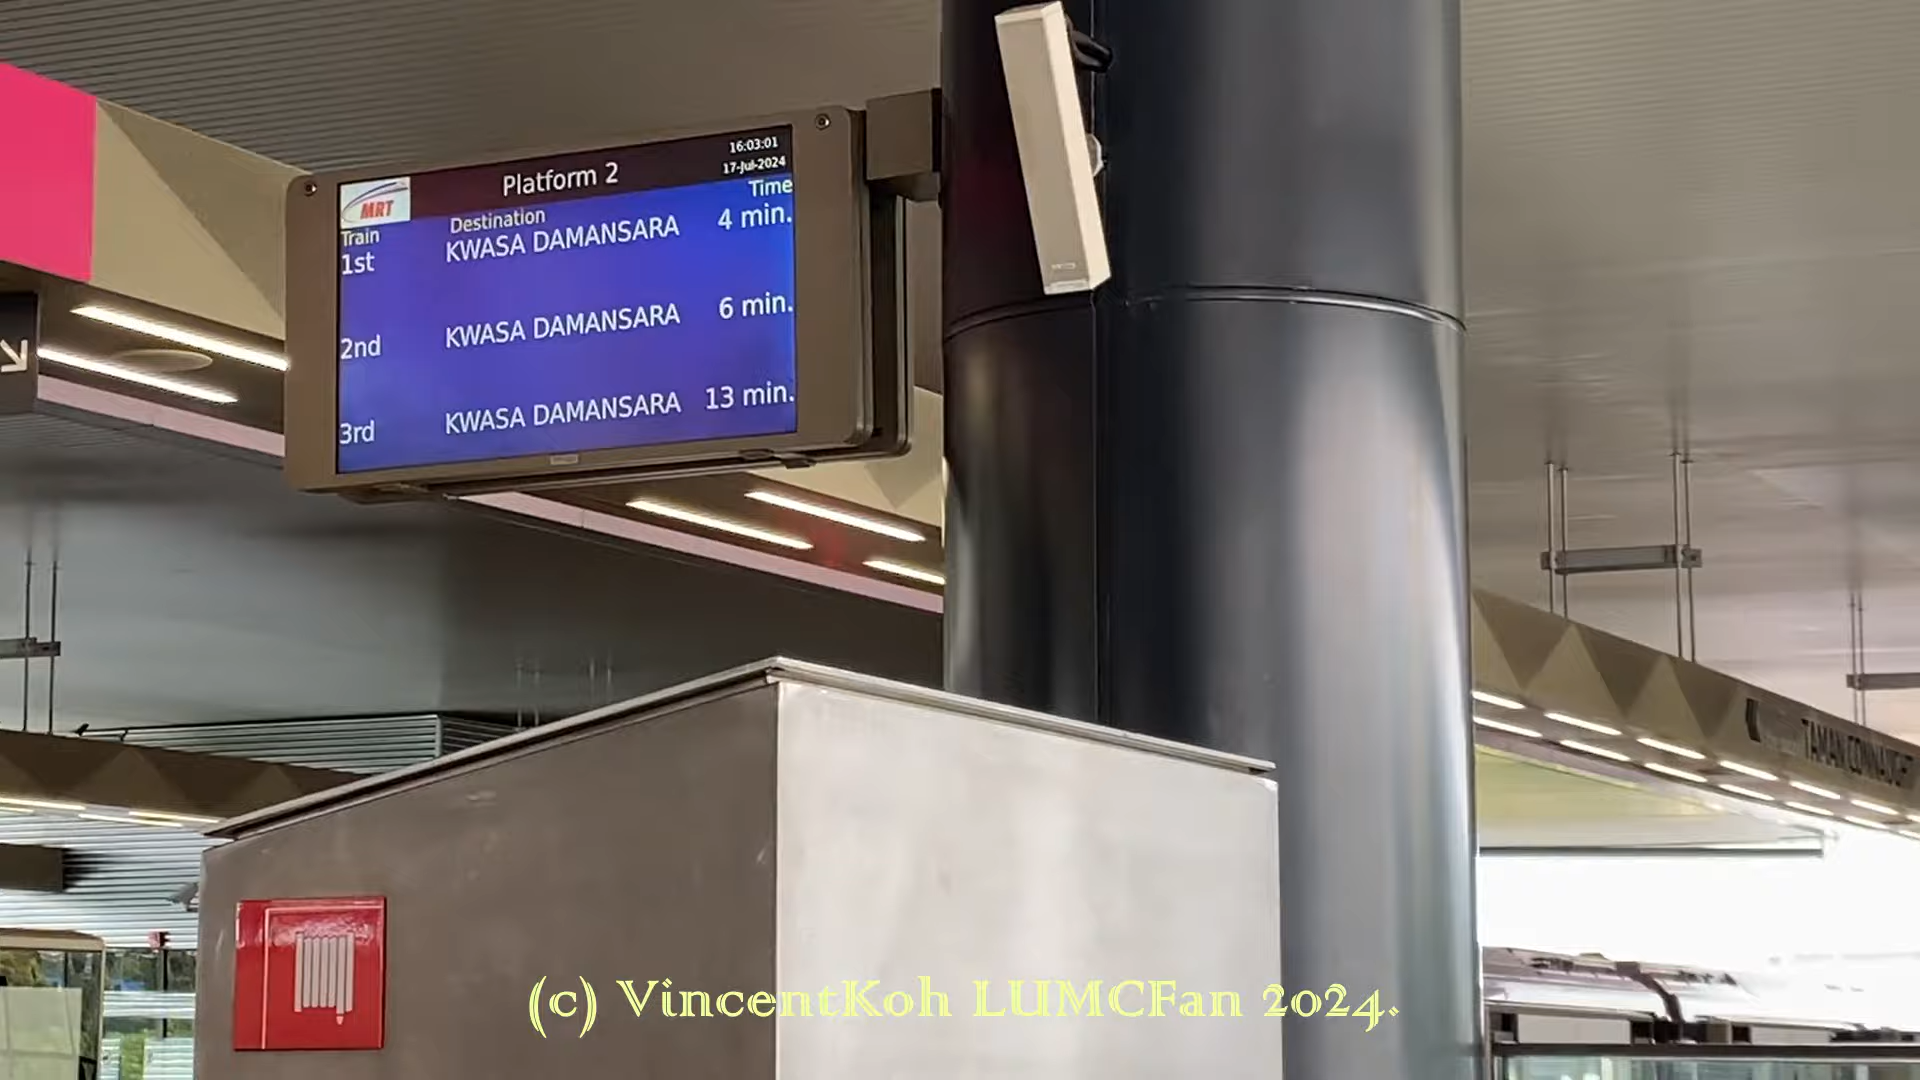 16:03:01
17-Jul-2024
Platform 2
MRT
Time
Train
Destination
1st KWASA DAMANSARA 4 min.
2nd KWASA DAMANSARA 6 min.
3rd KWASA DAMANSARA 13 min.
TAMAN CONNAUGHT
(c) VincentKoh LUMCFan 2024.